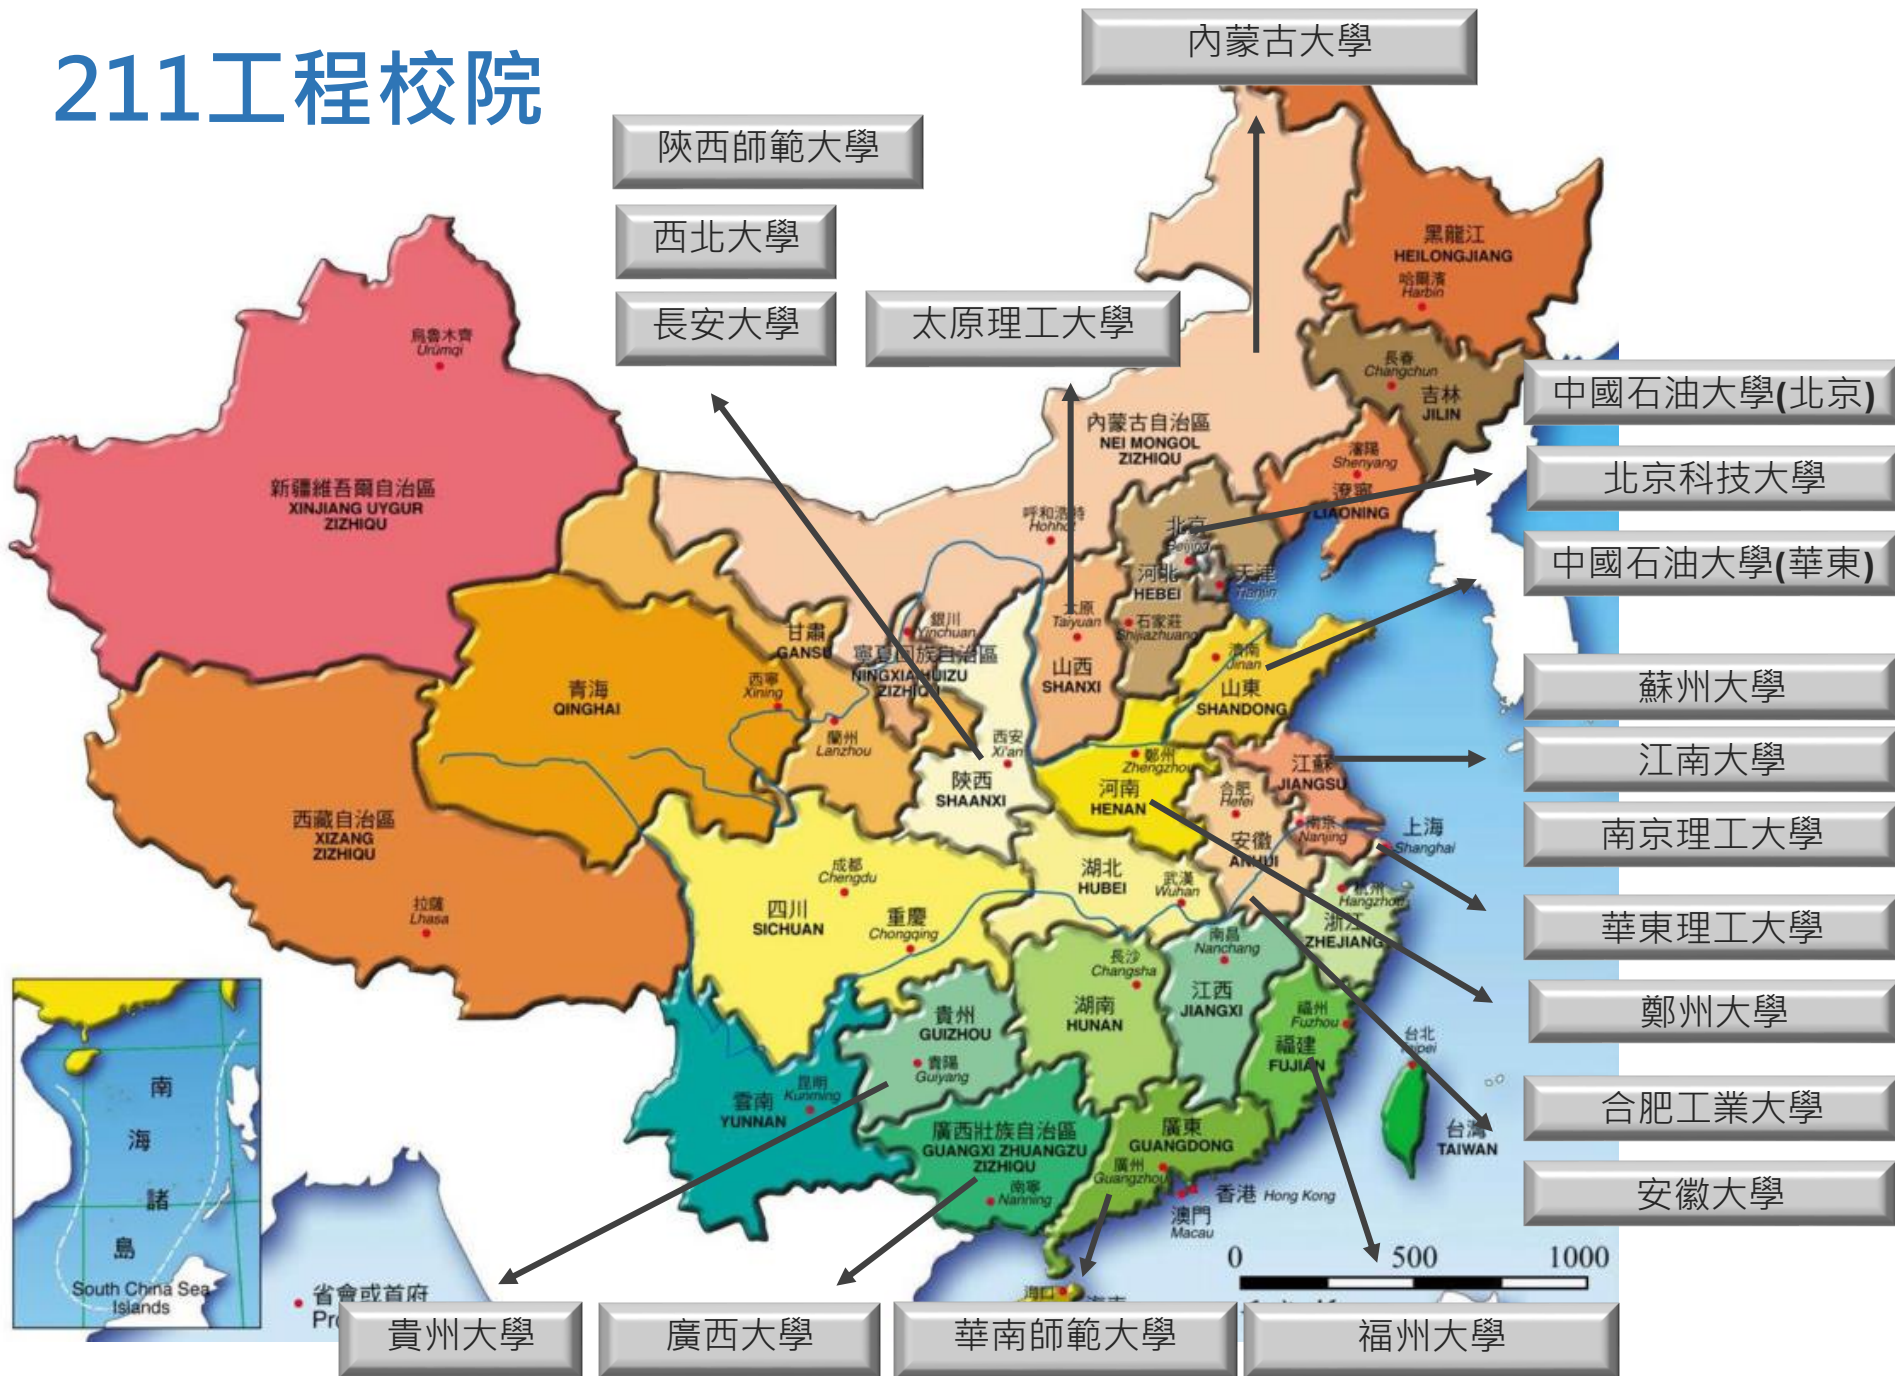 211工程校院
內蒙古大學
陝西師範大學
西北大學
長安大學
太原理工大學
中國石油大學(北京)
北京科技大學
中國石油大學(華東)
蘇州大學
江南大學
南京理工大學
華東理工大學
鄭州大學
合肥工業大學
安徽大學
貴州大學
廣西大學
華南師範大學
福州大學
黑龍江
HEILONGJIANG
哈爾濱
Harbin
長春
Changchun
吉林
JILIN
瀋陽
Shenyang
遼寧
LIAONING
烏魯木齊
Urümqi
新疆維吾爾自治區
XINJIANG UYGUR
ZIZHIQU
內蒙古自治區
NEI MONGOL
ZIZHIQU
呼和浩特
Hohhot
北京
Beijing
天津
Tianjin
河北
HEBEI
石家莊
Shijiazhuang
太原
Taiyuan
山西
SHANXI
濟南
Jinan
山東
SHANDONG
銀川
Yinchuan
寧夏回族自治區
NINGXIA HUIZU
ZIZHIQU
甘肅
GANSU
西寧
Xining
青海
QINGHAI
蘭州
Lanzhou
西安
Xi'an
陝西
SHAANXI
鄭州
Zhengzhou
河南
HENAN
江蘇
JIANGSU
合肥
Hefei
南京
Nanjing
安徽
ANHUI
上海
Shanghai
西藏自治區
XIZANG
ZIZHIQU
拉薩
Lhasa
成都
Chengdu
四川
SICHUAN
重慶
Chongqing
湖北
HUBEI
武漢
Wuhan
杭州
Hangzhou
浙江
ZHEJIANG
長沙
Changsha
湖南
HUNAN
南昌
Nanchang
江西
JIANGXI
貴州
GUIZHOU
貴陽
Guiyang
福州
Fuzhou
福建
FUJIAN
台北
Taipei
台灣
TAIWAN
昆明
Kunming
雲南
YUNNAN
廣西壯族自治區
GUANGXI ZHUANGZU
ZIZHIQU
南寧
Nanning
廣東
GUANGDONG
廣州
Guangzhou
香港 Hong Kong
澳門
Macau
海口
南
海
諸
島
South China Sea
Islands
省會或首府
0 500 1000